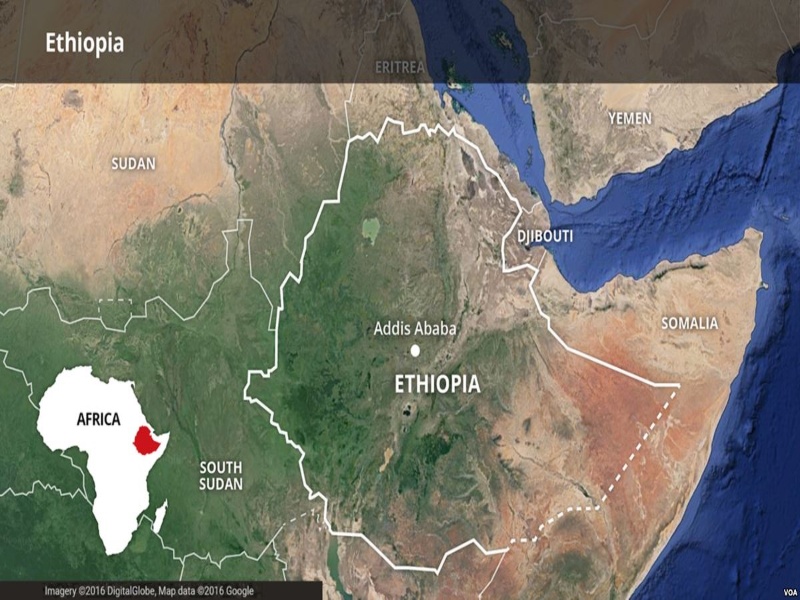 Ethiopia
ERITREA
YEMEN
SUDAN
DJIBOUTI
SOMALIA
Addis Ababa
ETHIOPIA
AFRICA
SOUTH
SUDAN
Imagery ©2016 DigitalGlobe, Map data ©2016 Google
VOA